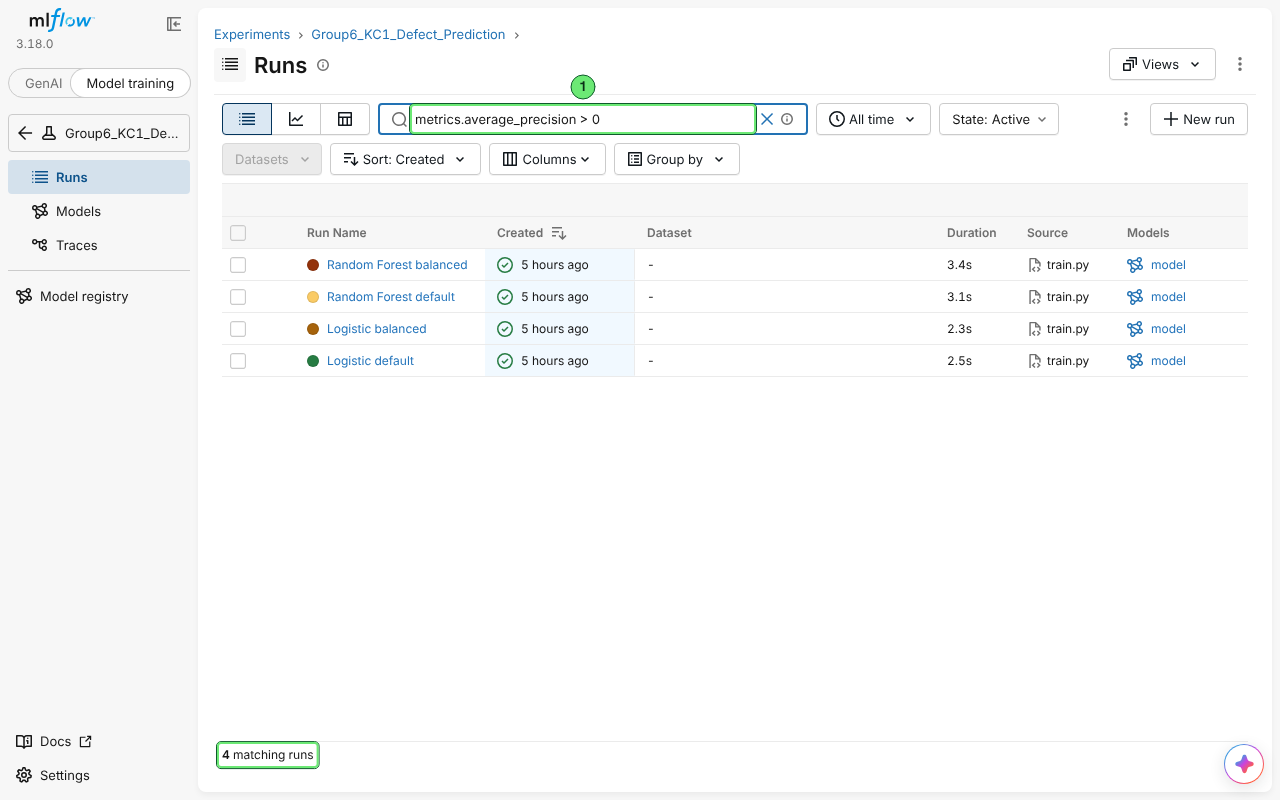 mlflow
3.18.0
GenAI
Model training
Group6_KC1_De...
Runs
Models
Traces
Model registry
Docs
Settings
Experiments > Group6_KC1_Defect_Prediction >
Runs
Views
1
metrics.average_precision > 0
All time
State: Active
New run
Datasets
Sort: Created
Columns
Group by
Run Name Created Dataset Duration Source Models
Random Forest balanced 5 hours ago - 3.4s train.py model
Random Forest default 5 hours ago - 3.1s train.py model
Logistic balanced 5 hours ago - 2.3s train.py model
Logistic default 5 hours ago - 2.5s train.py model
4 matching runs